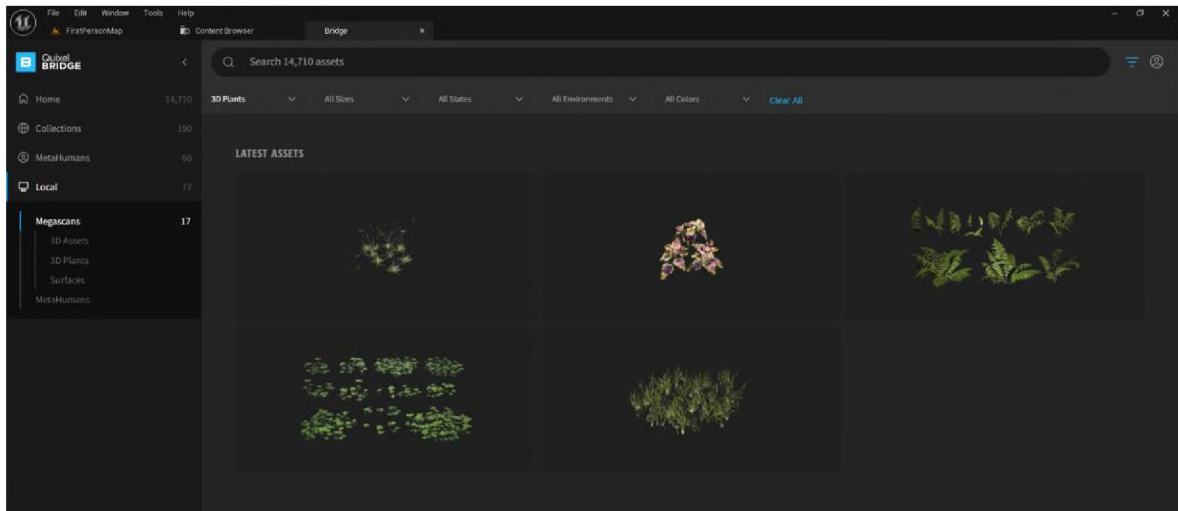 File Edit Window Tools Help
FirstPersonMap Content Browser Bridge
Quixel
BRIDGE
Search 14,710 assets
Home 14,710
3D Plants All Sizes All States All Environments All Colors Clear All
Collections 190
LATEST ASSETS
MetaHumans 66
Local 17
Megascans 17
3D Assets
3D Plants
Surfaces
MetaHumans